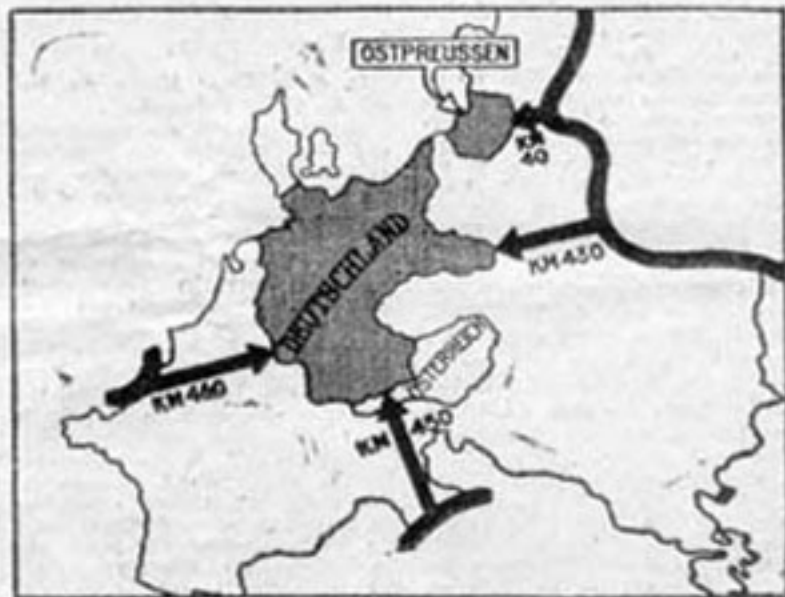 OSTPREUSSEN
KM
40
DEUTSCHLAND
KM 430
ÖSTERREICH
KM 460
KM 450